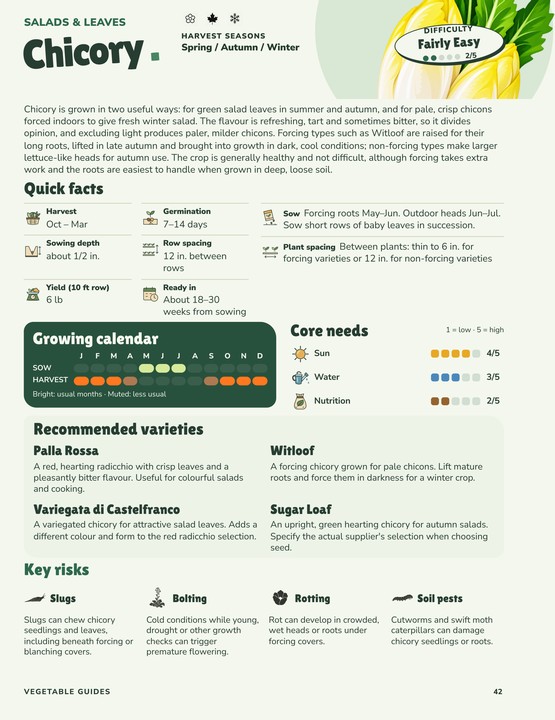 SALADS & LEAVES
Chicory.
HARVEST SEASONS
Spring / Autumn / Winter
DIFFICULTY
Fairly Easy
2/5
Chicory is grown in two useful ways: for green salad leaves in summer and autumn, and for pale, crisp chicons
forced indoors to give fresh winter salad. The flavour is refreshing, tart and sometimes bitter, so it divides
opinion, and excluding light produces paler, milder chicons. Forcing types such as Witloof are raised for their
long roots, lifted in late autumn and brought into growth in dark, cool conditions; non-forcing types make larger
lettuce-like heads for autumn use. The crop is generally healthy and not difficult, although forcing takes extra
work and the roots are easiest to handle when grown in deep, loose soil.
Quick facts
Harvest
Oct – Mar
Germination
7–14 days
Sow Forcing roots May–Jun. Outdoor heads Jun–Jul.
Sow short rows of baby leaves in succession.
Sowing depth
about 1/2 in.
Row spacing
12 in. between
rows
Plant spacing Between plants: thin to 6 in. for
forcing varieties or 12 in. for non-forcing varieties
Yield (10 ft row)
6 lb
Ready in
About 18–30
weeks from sowing
Growing calendar
J F M A M J J A S O N D
SOW
HARVEST
Bright: usual months · Muted: less usual
Core needs
1 = low · 5 = high
Sun 4/5
Water 3/5
Nutrition 2/5
Recommended varieties
Palla Rossa
A red, hearting radicchio with crisp leaves and a
pleasantly bitter flavour. Useful for colourful salads
and cooking.
Witloof
A forcing chicory grown for pale chicons. Lift mature
roots and force them in darkness for a winter crop.
Variegata di Castelfranco
A variegated chicory for attractive salad leaves. Adds a
different colour and form to the red radicchio selection.
Sugar Loaf
An upright, green hearting chicory for autumn salads.
Specify the actual supplier's selection when choosing
seed.
Key risks
Slugs
Slugs can chew chicory
seedlings and leaves,
including beneath forcing or
blanching covers.
Bolting
Cold conditions while young,
drought or other growth
checks can trigger
premature flowering.
Rotting
Rot can develop in crowded,
wet heads or roots under
forcing covers.
Soil pests
Cutworms and swift moth
caterpillars can damage
chicory seedlings or roots.
VEGETABLE GUIDES
42